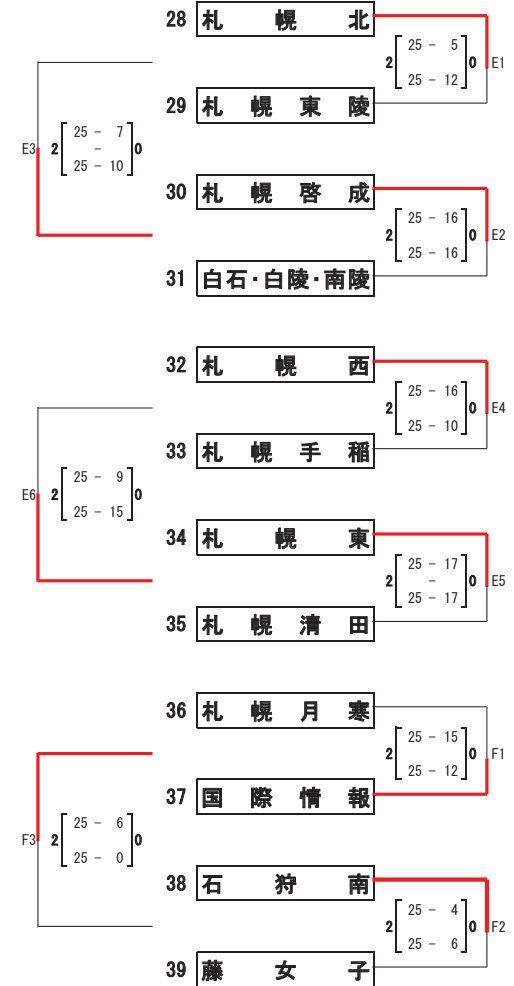 28 札幌北
25 - 5
2 0 E1
25 - 12
29 札幌東陵
25 - 7
E3 2 - 0
25 - 10
30 札幌啓成
25 - 16
2 0 E2
25 - 16
31 白石・白陵・南陵
32 札幌西
25 - 16
2 0 E4
25 - 10
33 札幌手稲
25 - 9
E6 2 0
25 - 15
34 札幌東
25 - 17
2 - 0 E5
25 - 17
35 札幌清田
36 札幌月寒
25 - 15
2 0 F1
25 - 12
37 国際情報
25 - 6
F3 2 0
25 - 0
38 石狩南
25 - 4
2 0 F2
25 - 6
39 藤女子